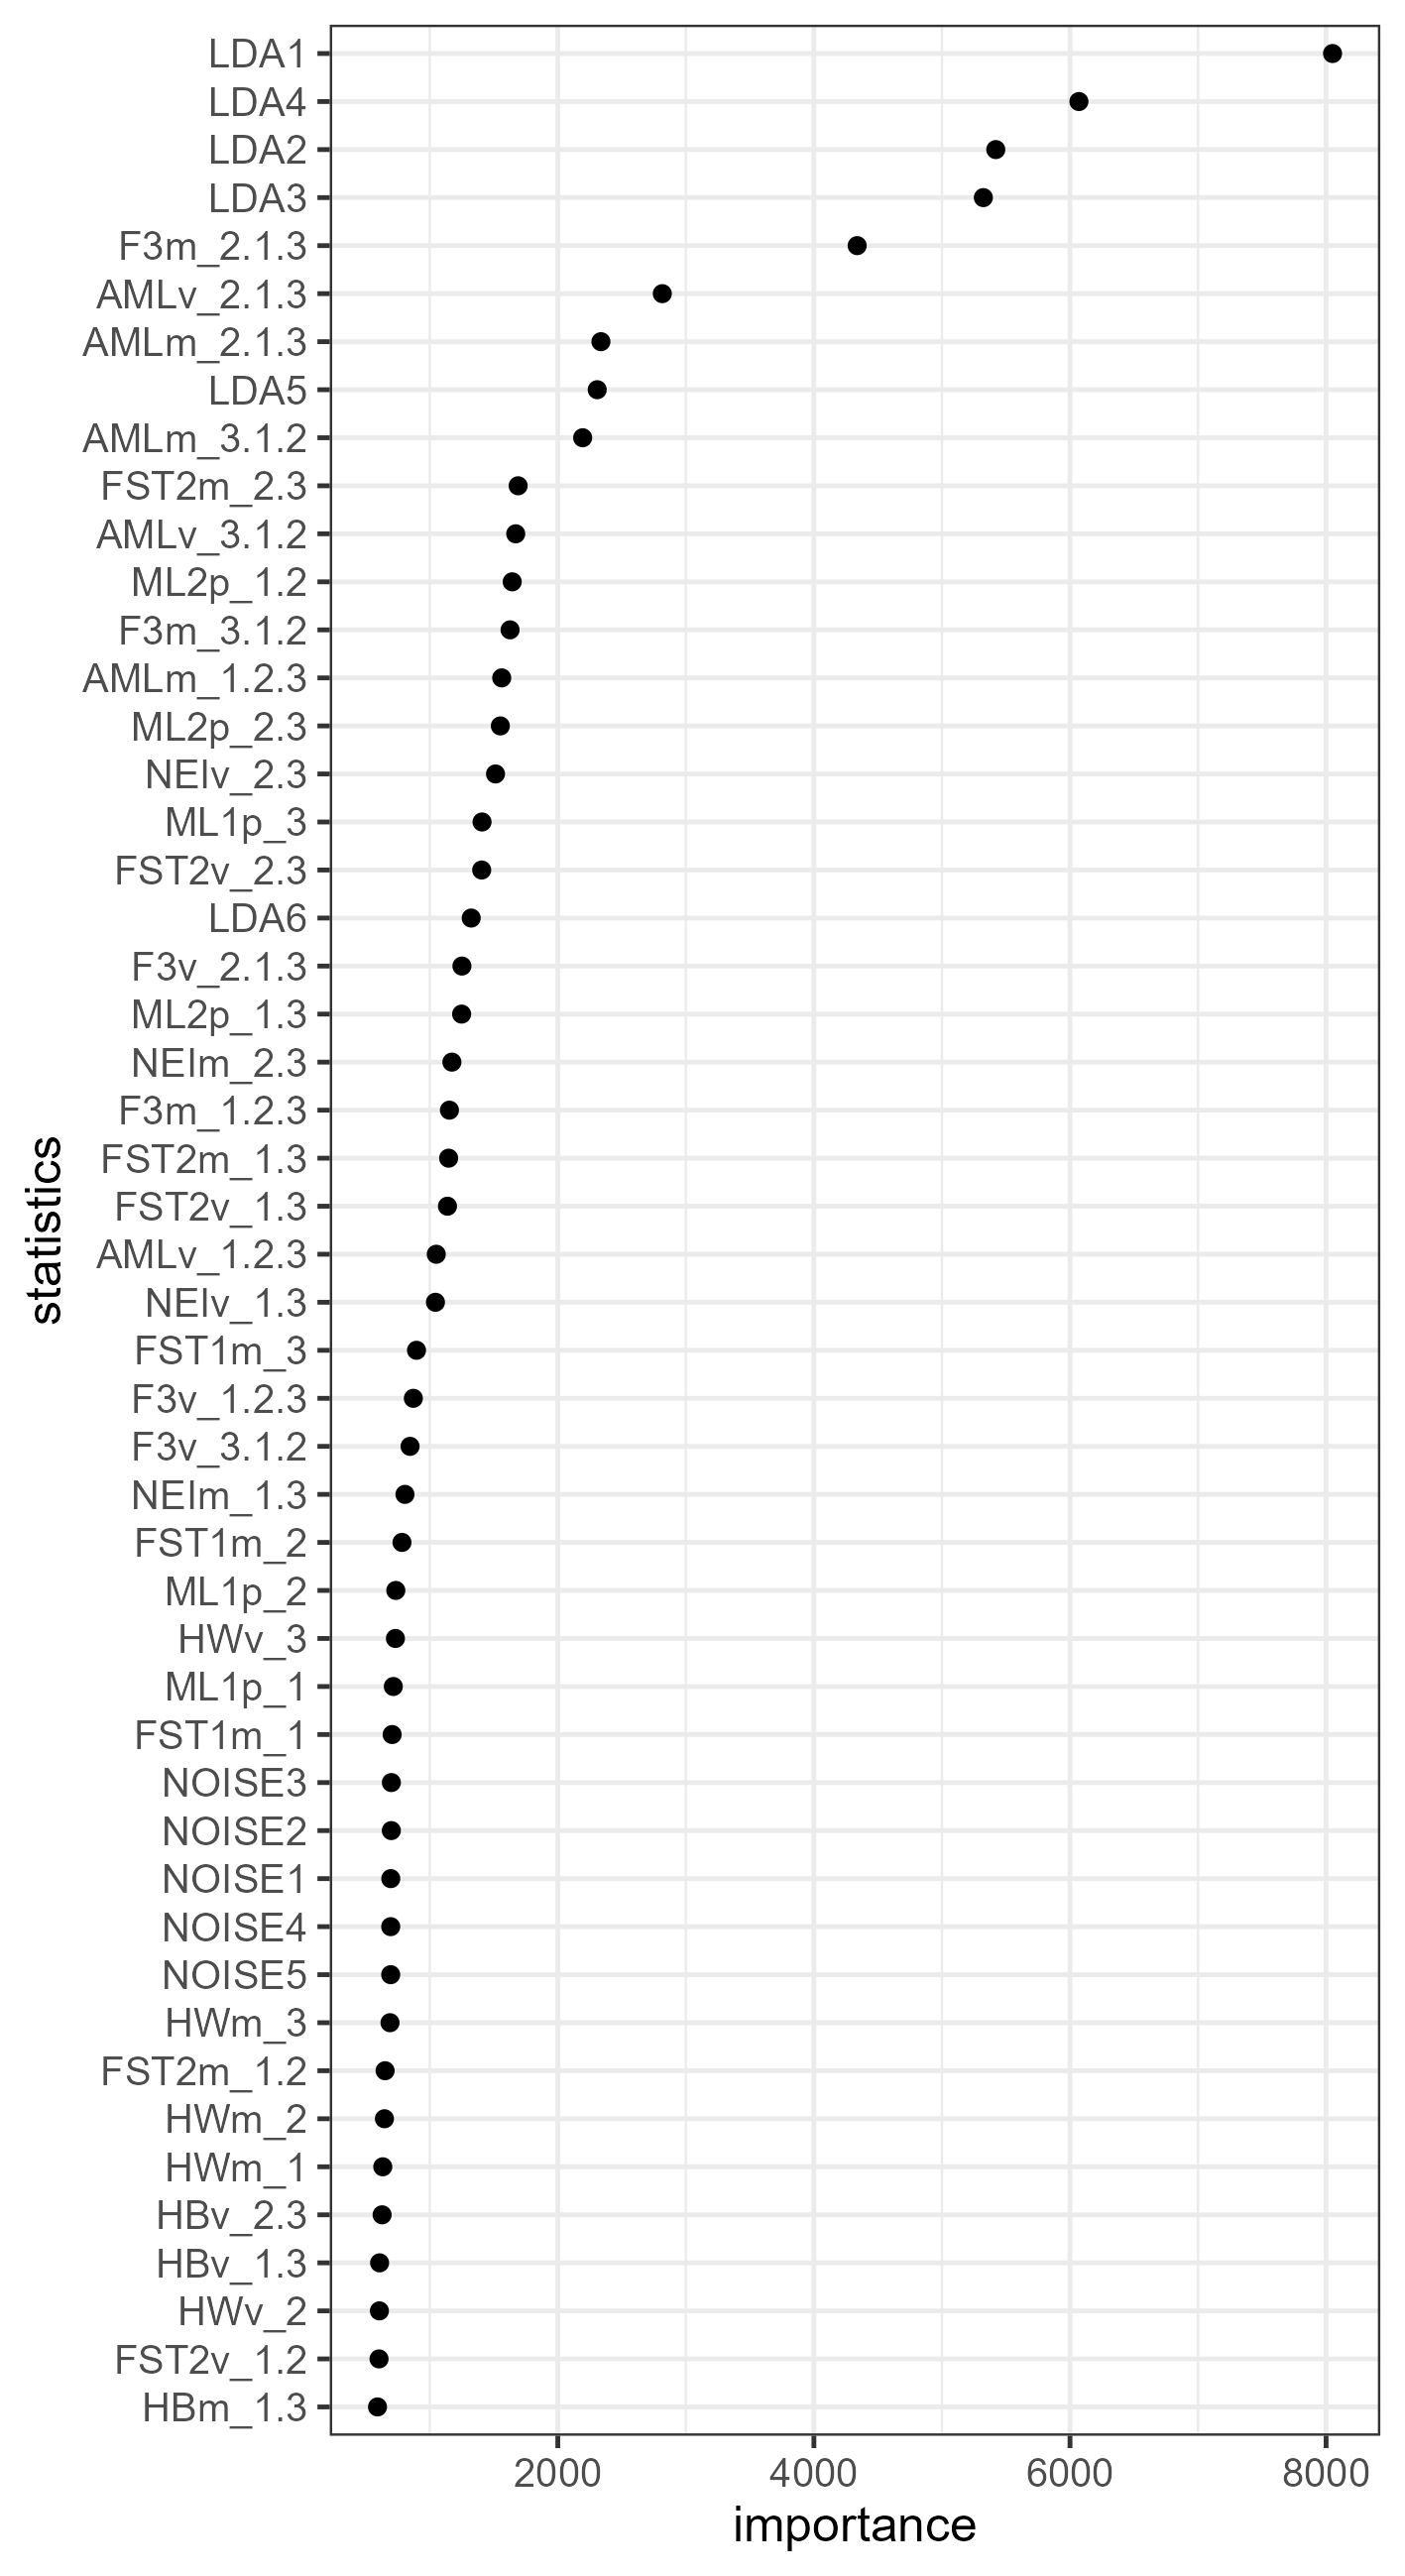 LDA1
LDA4
LDA2
LDA3
F3m_2.1.3
AMLv_2.1.3
AMLm_2.1.3
LDA5
AMLm_3.1.2
FST2m_2.3
AMLv_3.1.2
ML2p_1.2
F3m_3.1.2
AMLm_1.2.3
ML2p_2.3
NEIv_2.3
ML1p_3
FST2v_2.3
LDA6
F3v_2.1.3
ML2p_1.3
NEIm_2.3
F3m_1.2.3
FST2m_1.3
FST2v_1.3
AMLv_1.2.3
NEIv_1.3
FST1m_3
F3v_1.2.3
F3v_3.1.2
NEIm_1.3
FST1m_2
ML1p_2
HWv_3
ML1p_1
FST1m_1
NOISE3
NOISE2
NOISE1
NOISE4
NOISE5
HWm_3
FST2m_1.2
HWm_2
HWm_1
HBv_2.3
HBv_1.3
HWv_2
FST2v_1.2
HBm_1.3
statistics
2000 4000 6000 8000
importance